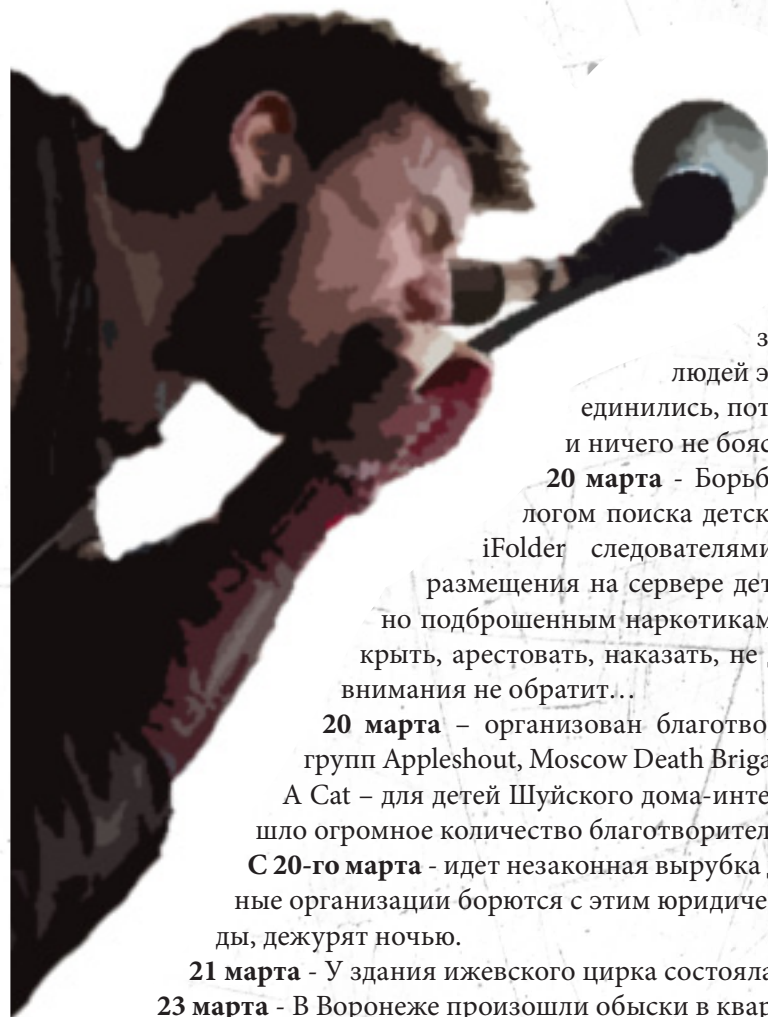 з
людей э
единились, пот
и ничего не бояс
20 марта - Борьб
логом поиска детск
iFolder следователями
размещения на сервере дет
но подброшенным наркотикам
крыть, арестовать, наказать, не
внимания не обратит…
20 марта – организован благотво
групп Appleshout, Moscow Death Briga
A Cat – для детей Шуйского дома-инте
шло огромное количество благотворител
С 20-го марта - идет незаконная вырубка
ные организации борются с этим юридиче
ды, дежурят ночью.
21 марта - У здания ижевского цирка состояла
23 марта - В Воронеже произошли обыски в квар